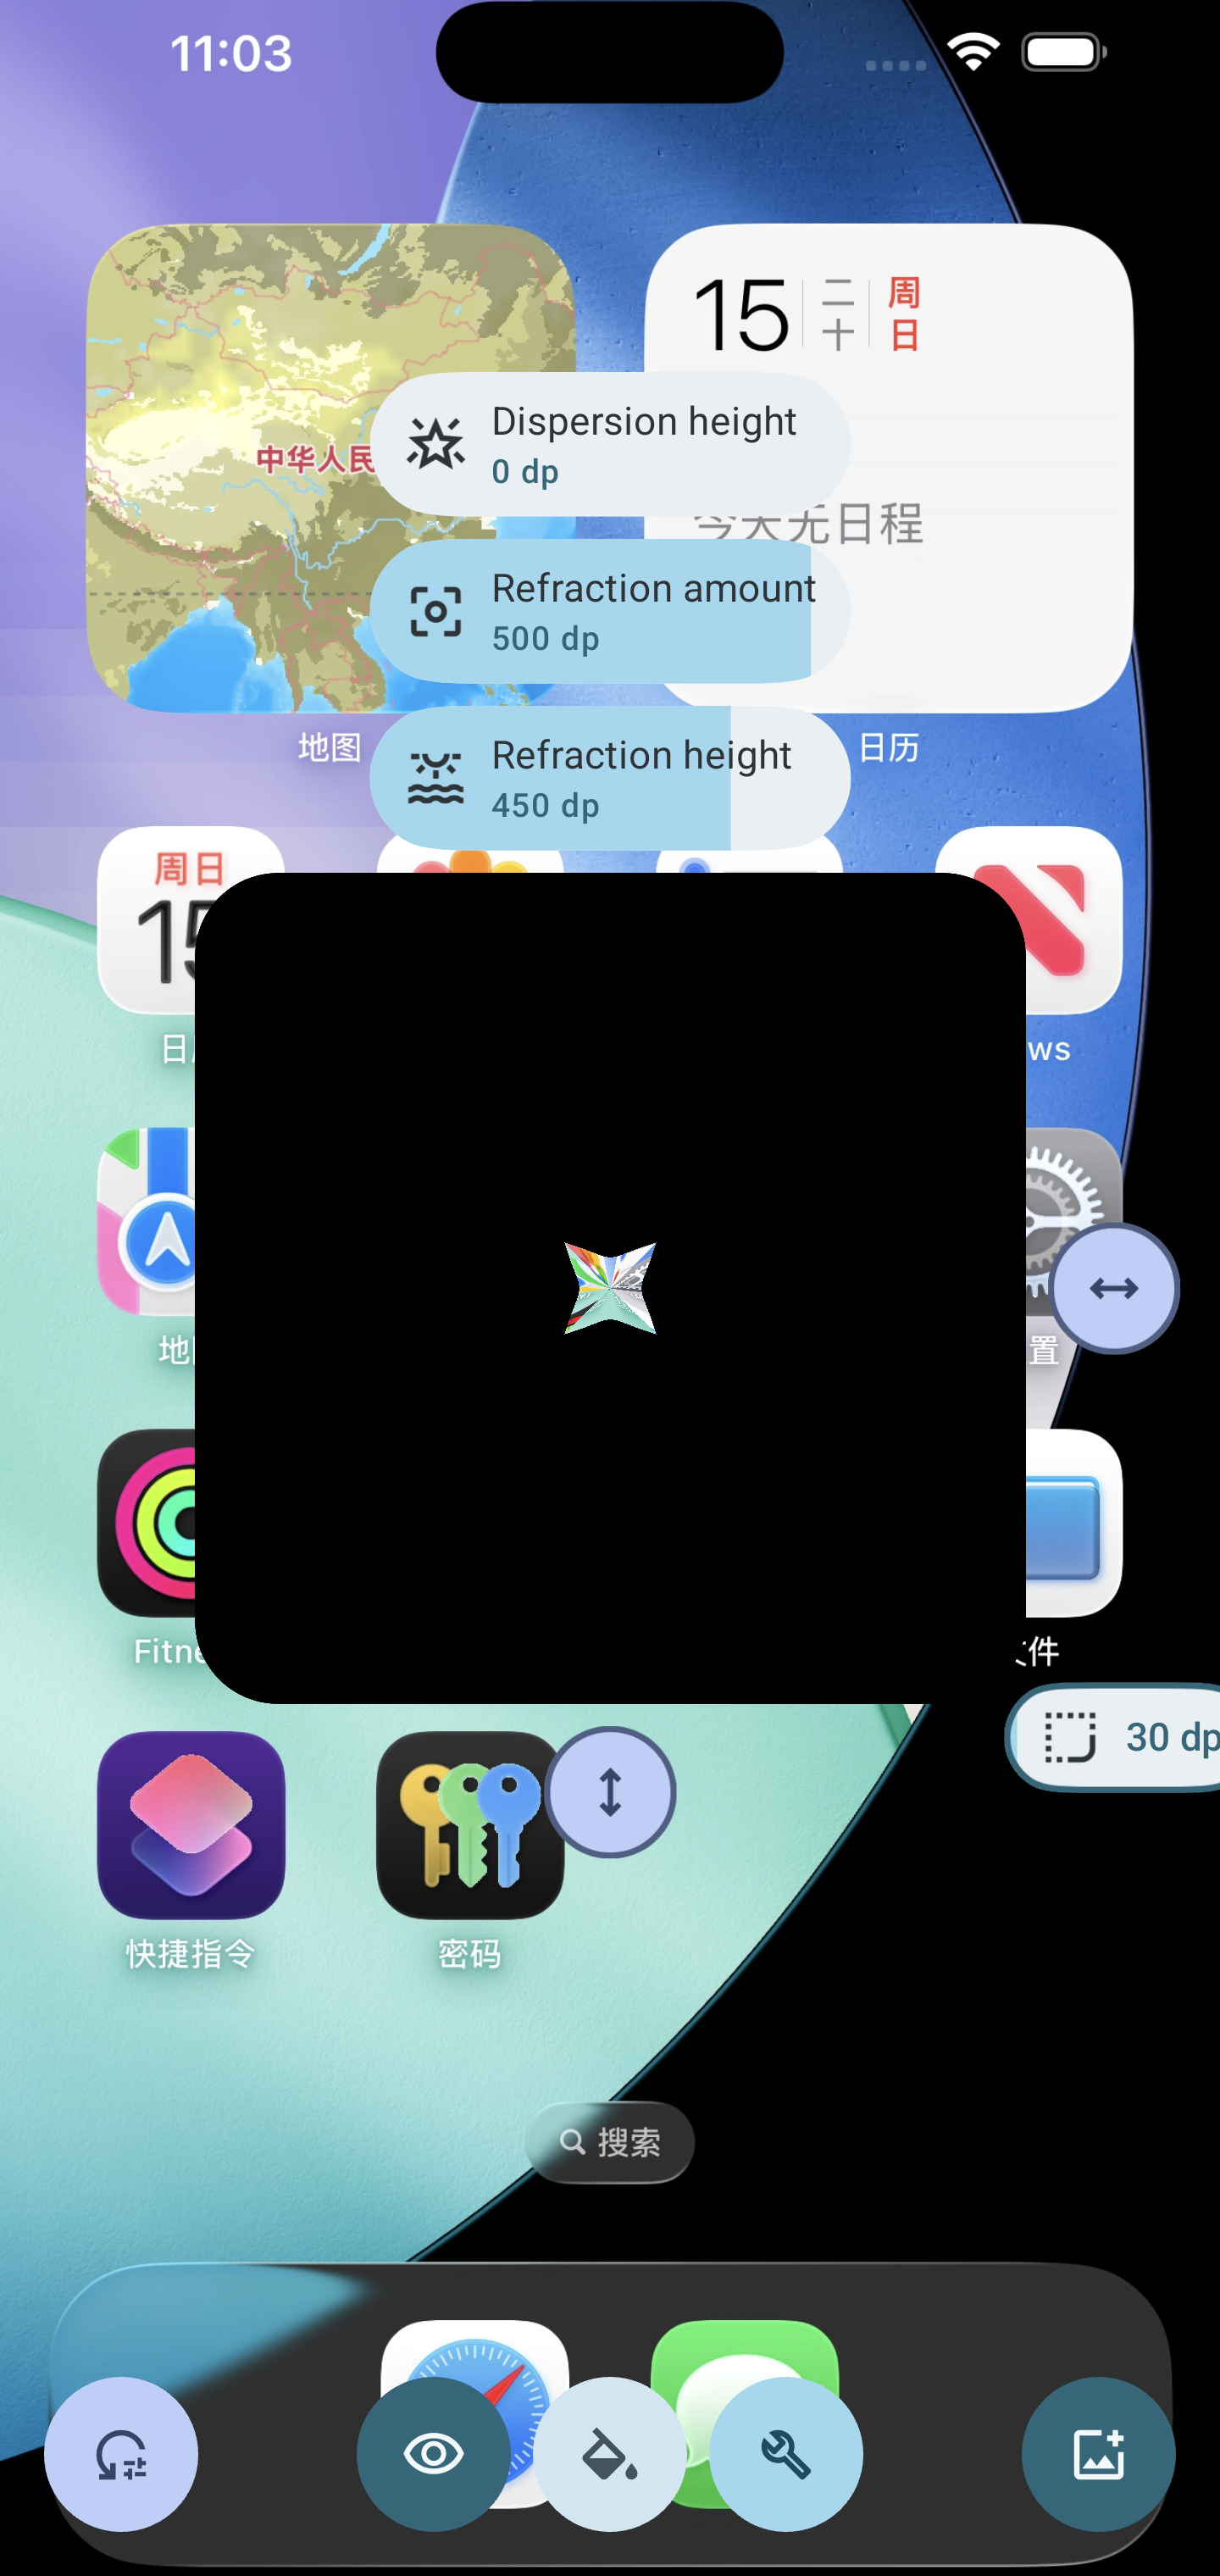 11:03
15
二十
周日
中华人民
Dispersion height
0 dp
今天无日程
Refraction amount
500 dp
Refraction height
450 dp
地图
日历
周日
15
日
ws
地
置
Fitne
件
30 dp
快捷指令
密码
搜索